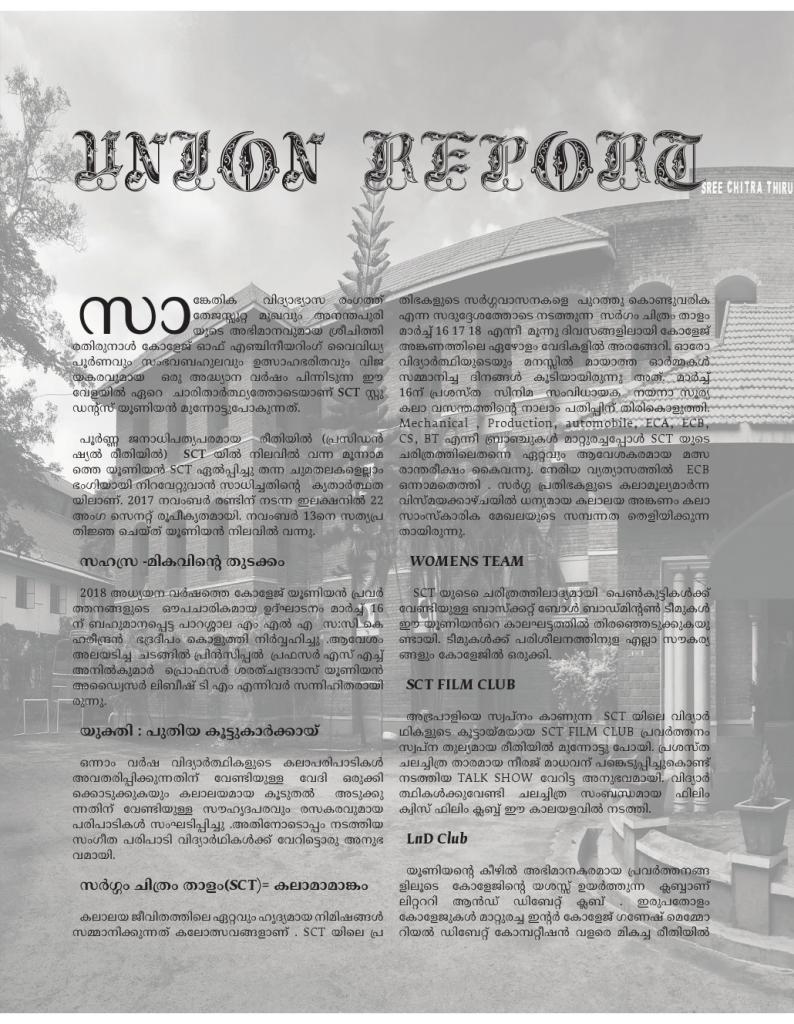 UNION REPORT
SREE CHITRA THIRU
സാങ്കേതിക വിദ്യാഭ്യാസ രംഗത്ത്
തേജസ്സുറ്റ മുഖവും അനന്തപുരി
യുടെ അഭിമാനവുമായ ശ്രീചിത്തി
രതിരുനാൾ കോളേജ് ഓഫ് എഞ്ചിനീയറിംഗ് വൈവിധ്യ
പൂർണവും സംഭവബഹുലവും ഉത്സാഹഭരിതവും വിജ
യകരവുമായ ഒരു അദ്ധ്യാന വർഷം പിന്നിടുന്ന ഈ
വേളയിൽ ഏറെ ചാരിതാർത്ഥ്യത്തോടെയാണ് SCT സ്റ്റു
ഡന്റ്സ് യൂണിയൻ മുന്നോട്ടുപോകുന്നത്.
പൂർണ്ണ ജനാധിപത്യപരമായ രീതിയിൽ (പ്രസിഡൻ
ഷ്യൽ രീതിയിൽ) SCT യിൽ നിലവിൽ വന്ന മൂന്നാമ
ത്തെ യൂണിയൻ SCT ഏൽപ്പിച്ചു തന്ന ചുമതലകളെല്ലാം
ഭംഗിയായി നിറവേറ്റുവാൻ സാധിച്ചതിന്റെ കൃതാർത്ഥത
യിലാണ്. 2017 നവംബർ രണ്ടിന് നടന്ന ഇലക്ഷനിൽ 22
അംഗ സെനറ്റ് രൂപീകൃതമായി. നവംബർ 13നെ സത്യപ്ര
തിജ്ഞ ചെയ്ത് യൂണിയൻ നിലവിൽ വന്നു.
സഹസ്ര -മികവിന്റെ തുടക്കം
2018 അധ്യയന വർഷത്തെ കോളേജ് യൂണിയൻ പ്രവർ
ത്തനങ്ങളുടെ ഔപചാരികമായ ഉദ്ഘാടനം മാർച്ച് 16
ന് ബഹുമാനപ്പെട്ട പാറശ്ശാല എം എൽ എ സ:സി.കെ
ഹരീന്ദ്രൻ ഭദ്രദീപം കൊളുത്തി നിർവ്വഹിച്ചു .ആവേശം
അലയടിച്ച ചടങ്ങിൽ പ്രിൻസിപ്പൽ പ്രഫസർ എസ് എച്ച്
അനിൽകുമാർ പ്രൊഫസർ ശരത്ചന്ദ്രദാസ് യൂണിയൻ
അഡ്വൈസർ ലിബീഷ് ടി എം എന്നിവർ സന്നിഹിതരായി
രുന്നു.
യുക്തി : പുതിയ കൂട്ടുകാർക്കായ്
ഒന്നാം വർഷ വിദ്യാർത്ഥികളുടെ കലാപരിപാടികൾ
അവതരിപ്പിക്കുന്നതിന് വേണ്ടിയുള്ള വേദി ഒരുക്കി
ക്കൊടുക്കുകയും കലാലയമായ കൂടുതൽ അടുക്കു
ന്നതിന് വേണ്ടിയുള്ള സൗഹൃദപരവും രസകരവുമായ
പരിപാടികൾ സംഘടിപ്പിച്ചു .അതിനോടൊപ്പം നടത്തിയ
സംഗീത പരിപാടി വിദ്യാർഥികൾക്ക് വേറിട്ടൊരു അനുഭ
വമായി.
സർഗ്ഗം ചിത്രം താളം(SCT)= കലാമാമാങ്കം
കലാലയ ജീവിതത്തിലെ ഏറ്റവും ഹൃദ്യമായ നിമിഷങ്ങൾ
സമ്മാനിക്കുന്നത് കലോത്സവങ്ങളാണ് . SCT യിലെ പ്ര
തിഭകളുടെ സർഗ്ഗവാസനകളെ പുറത്തു കൊണ്ടുവരിക
എന്ന സദുദ്ദേശത്തോടെ നടത്തുന്ന സർഗം ചിത്രം താളം
മാർച്ച് 16 17 18 എന്നീ മൂന്നു ദിവസങ്ങളിലായി കോളേജ്
അങ്കണത്തിലെ ഏഴോളം വേദികളിൽ അരങ്ങേറി. ഓരോ
വിദ്യാർത്ഥിയുടെയും മനസ്സിൽ മായാത്ത ഓർമ്മകൾ
സമ്മാനിച്ച ദിനങ്ങൾ കൂടിയായിരുന്നു അത്. മാർച്ച്
16ന് പ്രശസ്ത സിനിമ സംവിധായക, നയനാ സൂര്യ
കലാ വസന്തത്തിന്റെ നാലാം പതിപ്പിന് തിരികൊളുത്തി.
Mechanical , Production, automobile, ECA, ECB,
CS, BT എന്നീ ബ്രാഞ്ചുകൾ മാറ്റുരച്ചപ്പോൾ SCT യുടെ
ചരിത്രത്തിലെതന്നെ ഏറ്റവും ആവേശകരമായ മത്സ
രാന്തരീക്ഷം കൈവന്നു. നേരിയ വ്യത്യാസത്തിൽ ECB
ഒന്നാമതെത്തി . സർഗ്ഗ പ്രതിഭകളുടെ കലാമൂല്യമാർന്ന
വിസ്മയക്കാഴ്ചയിൽ ധന്യമായ കലാലയ അങ്കണം കലാ
സാംസ്കാരിക മേഖലയുടെ സമ്പന്നത തെളിയിക്കുന്ന
തായിരുന്നു.
WOMENS TEAM
SCT യുടെെ ചരിത്രത്തിലാദ്യമായി പെൺകുട്ടികൾക്ക്
വേണ്ടിയുള്ള ബാസ്ക്കറ്റ് ബോൾ ബാഡ്മിന്റൺ ടീമുകൾ
ഈ യൂണിയൻറെ കാലഘട്ടത്തിൽ തിരഞ്ഞെടുക്കുകയു
ണ്ടായി. ടീമുകൾക്ക് പരിശീലനത്തിനുള എല്ലാ സൗകര്യ
ങ്ങളും കോളേജിൽ ഒരുക്കി.
SCT FILM CLUB
അഭ്രപാളിയെ സ്വപ്നം കാണുന്ന SCT യിലെ വിദ്യാർ
ഥികളുടെ കൂട്ടായ്മയായ SCT FILM CLUB പ്രവർത്തനം
സ്വപ്ന തുല്യമായ രീതിയിൽ മുന്നോട്ടു പോയി. പ്രശസ്ത
ചലച്ചിത്ര താരമായ നീരജ് മാധവന് പങ്കെടുപ്പിച്ചുകൊണ്ട്
നടത്തിയ TALK SHOW വേറിട്ട അനുഭവമായി. വിദ്യാർ
ത്ഥികൾക്കുവേണ്ടി ചലച്ചിത്ര സംബന്ധമായ ഫിലിം
ക്വിസ് ഫിലിം ക്ലബ്ബ് ഈ കാലയളവിൽ നടത്തി.
LnD Club
യൂണിയന്റെ കീഴിൽ അഭിമാനകരമായ പ്രവർത്തനങ്ങ
ളിലൂടെ കോളേജിന്റെ യശസ്സ് ഉയർത്തുന്ന ക്ലബ്ബാണ്
ലിറ്റററി ആൻഡ് ഡിബേറ്റ് ക്ലബ് . ഇരുപതോളം
കോളേജുകൾ മാറ്റുരച്ച ഇന്റർ കോളേജ് ഗണേഷ് മെമ്മോ
റിയൽ ഡിബേറ്റ് കോമ്പറ്റീഷൻ വളരെ മികച്ച രീതിയിൽ